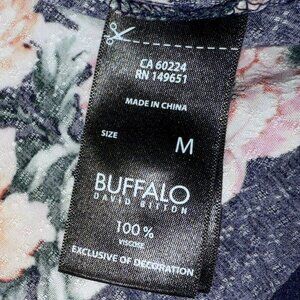 CA 60224
RN 149651
MADE IN CHINA
SIZE M
BUFFALO
DAVID BITTON
100%
VISCOSE
EXCLUSIVE OF DECORATION